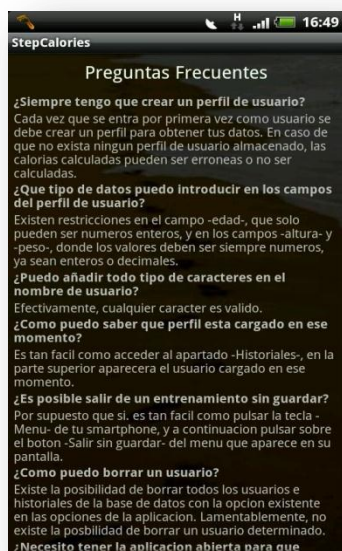 H 16:49
StepCalories
Preguntas Frecuentes
¿Siempre tengo que crear un perfil de usuario?
Cada vez que se entra por primera vez como usuario se
debe crear un perfil para obtener tus datos. En caso de
que no exista ningun perfil de usuario almacenado, las
calorias calculadas pueden ser erroneas o no ser
calculadas.
¿Que tipo de datos puedo introducir en los campos
del perfil de usuario?
Existen restricciones en el campo -edad-, que solo
pueden ser numeros enteros, y en los campos -altura- y
-peso-, donde los valores deben ser siempre numeros,
ya sean enteros o decimales.
¿Puedo añadir todo tipo de caracteres en el
nombre de usuario?
Efectivamente, cualquier caracter es valido.
¿Como puedo saber que perfil esta cargado en ese
momento?
Es tan facil como acceder al apartado -Historiales-, en la
parte superior aparecera el usuario cargado en ese
momento.
¿Es posible salir de un entrenamiento sin guardar?
Por supuesto que si. es tan facil como pulsar la tecla -
Menu- de tu smartphone, y a continuacion pulsar sobre
el boton -Salir sin guardar- del menu que aparece en su
pantalla.
¿Como puedo borrar un usuario?
Existe la posibilidad de borrar todos los usuarios e
historiales de la base de datos con la opcion existente
en las opciones de la aplicacion. Lamentablemente, no
existe la posbilidad de borrar un usuario determinado.
¿Necesito tener la aplicacion abierta para que